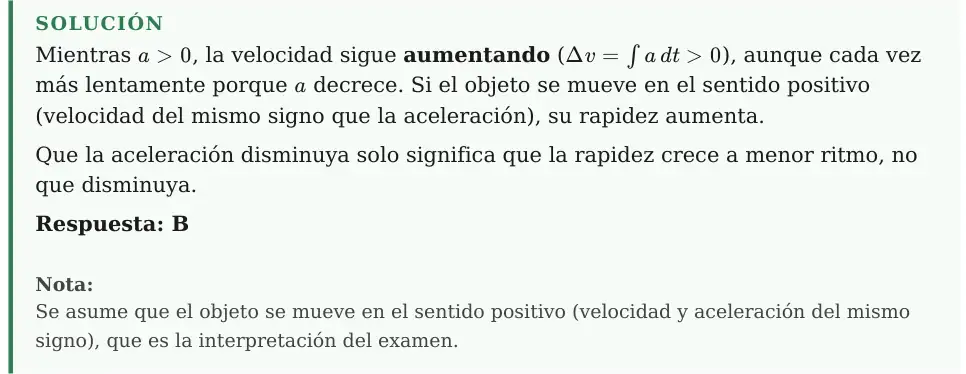 SOLUCIÓN
Mientras a > 0, la velocidad sigue aumentando (Δv = ∫ a dt > 0), aunque cada vez
más lentamente porque a decrece. Si el objeto se mueve en el sentido positivo
(velocidad del mismo signo que la aceleración), su rapidez aumenta.
Que la aceleración disminuya solo significa que la rapidez crece a menor ritmo, no
que disminuya.
Respuesta: B
Nota:
Se asume que el objeto se mueve en el sentido positivo (velocidad y aceleración del mismo
signo), que es la interpretación del examen.